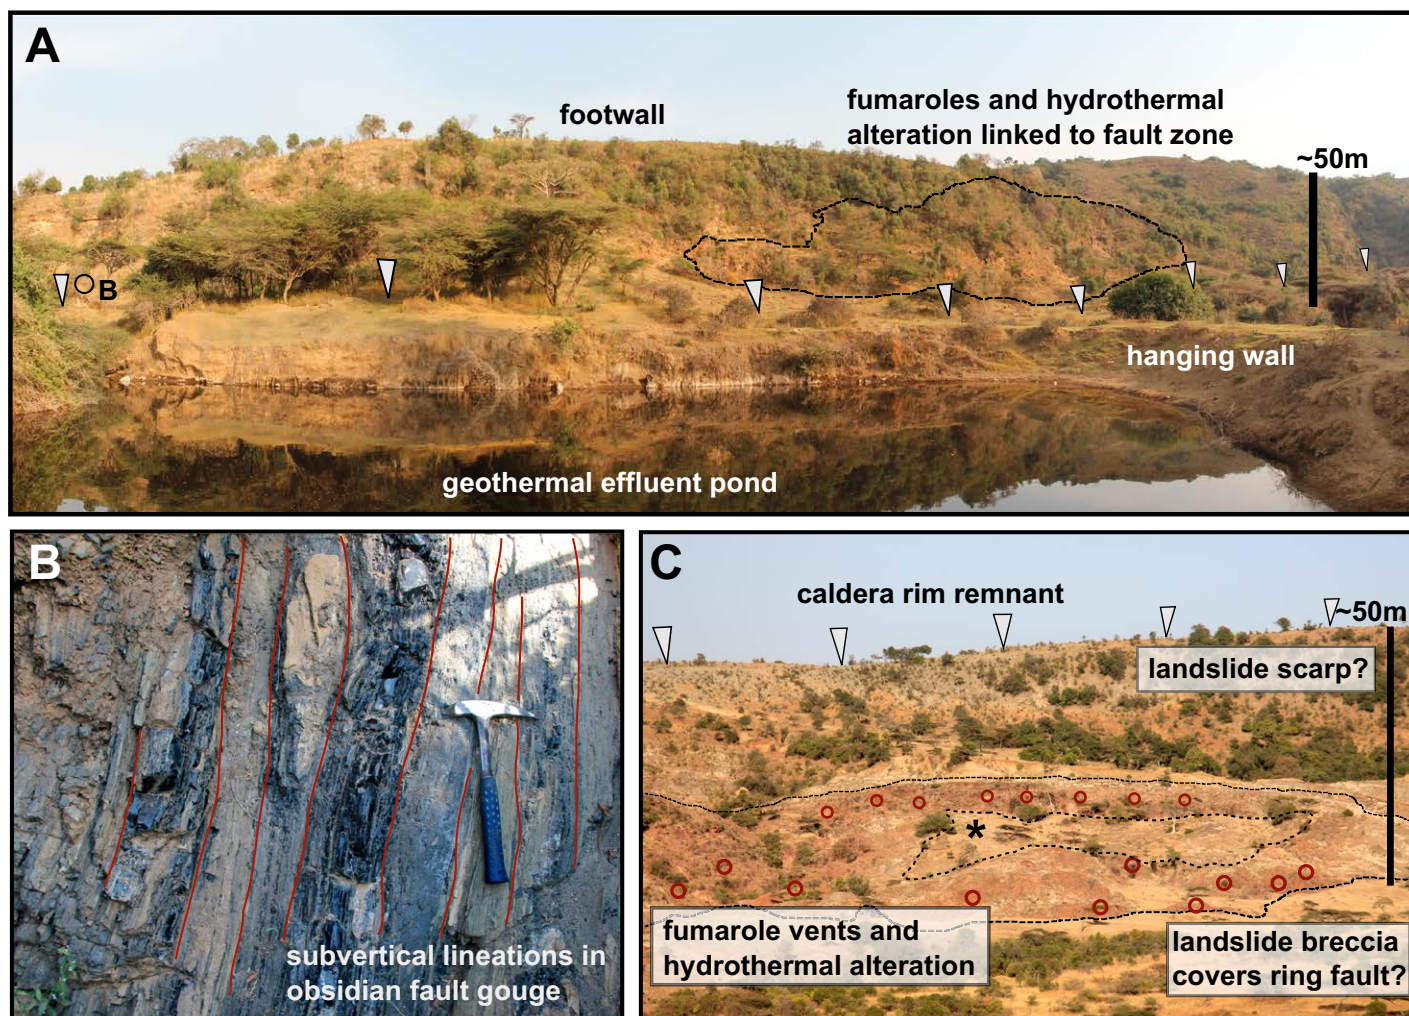 A
footwall
fumaroles and hydrothermal
alteration linked to fault zone
~50m
B
hanging wall
geothermal effluent pond
B
subvertical lineations in
obsidian fault gouge
C
caldera rim remnant
~50m
landslide scarp?
*
fumarole vents and
hydrothermal alteration
landslide breccia
covers ring fault?